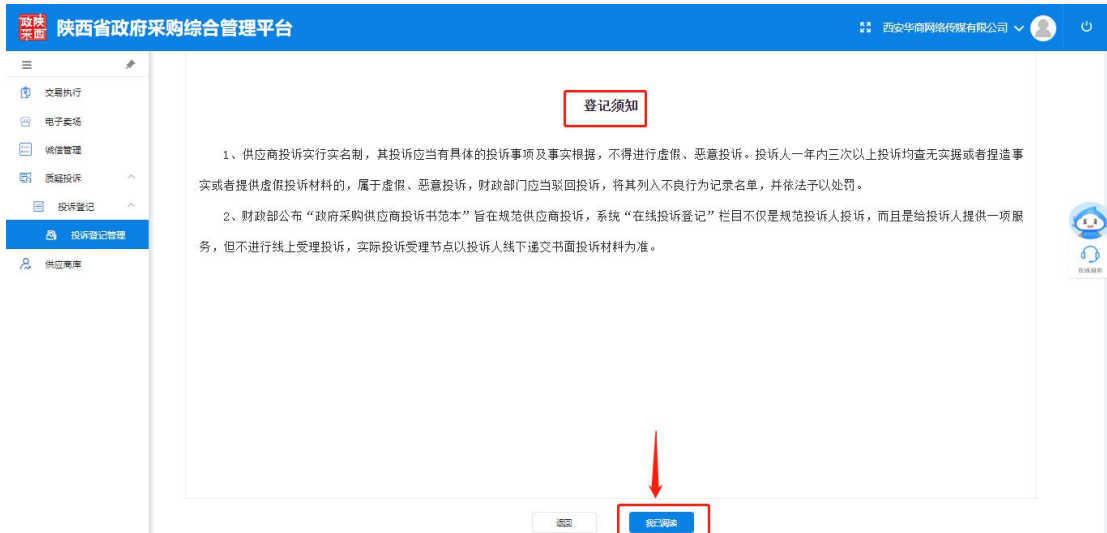 政陕
采西
陕西省政府采购综合管理平台
西安华商网络传媒有限公司
交易执行
电子卖场
诚信管理
质疑投诉
投诉登记
投诉登记管理
供应商库
登记须知
1、供应商投诉实行实名制，其投诉应当有具体的投诉事项及事实根据，不得进行虚假、恶意投诉。投诉人一年内三次以上投诉均查无实据或者捏造事
实或者提供虚假投诉材料的，属于虚假、恶意投诉，财政部门应当驳回投诉，将其列入不良行为记录名单，并依法予以处罚。
2、财政部公布“政府采购供应商投诉书范本”旨在规范供应商投诉，系统“在线投诉登记”栏目不仅是规范投诉人投诉，而且是给投诉人提供一项服
务，但不进行线上受理投诉，实际投诉受理节点以投诉人线下递交书面投诉材料为准。
在线服务
返回
我已阅读